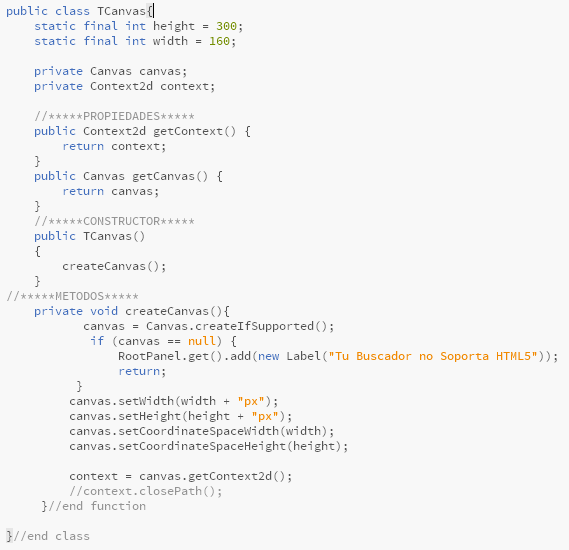 public class TCanvas{
    static final int height = 300;
    static final int width = 160;

    private Canvas canvas;
    private Context2d context;

    //*****PROPIEDADES*****
    public Context2d getContext() {
        return context;
    }
    public Canvas getCanvas() {
        return canvas;
    }
    //*****CONSTRUCTOR*****
    public TCanvas()
    {
        createCanvas();
    }
//*****METODOS*****
    private void createCanvas(){
           canvas = Canvas.createIfSupported();
            if (canvas == null) {
                RootPanel.get().add(new Label("Tu Buscador no Soporta HTML5"));
                return;
          }
         canvas.setWidth(width + "px");
         canvas.setHeight(height + "px");
         canvas.setCoordinateSpaceWidth(width);
         canvas.setCoordinateSpaceHeight(height);

         context = canvas.getContext2d();
         //context.closePath();
     }//end function

}//end class